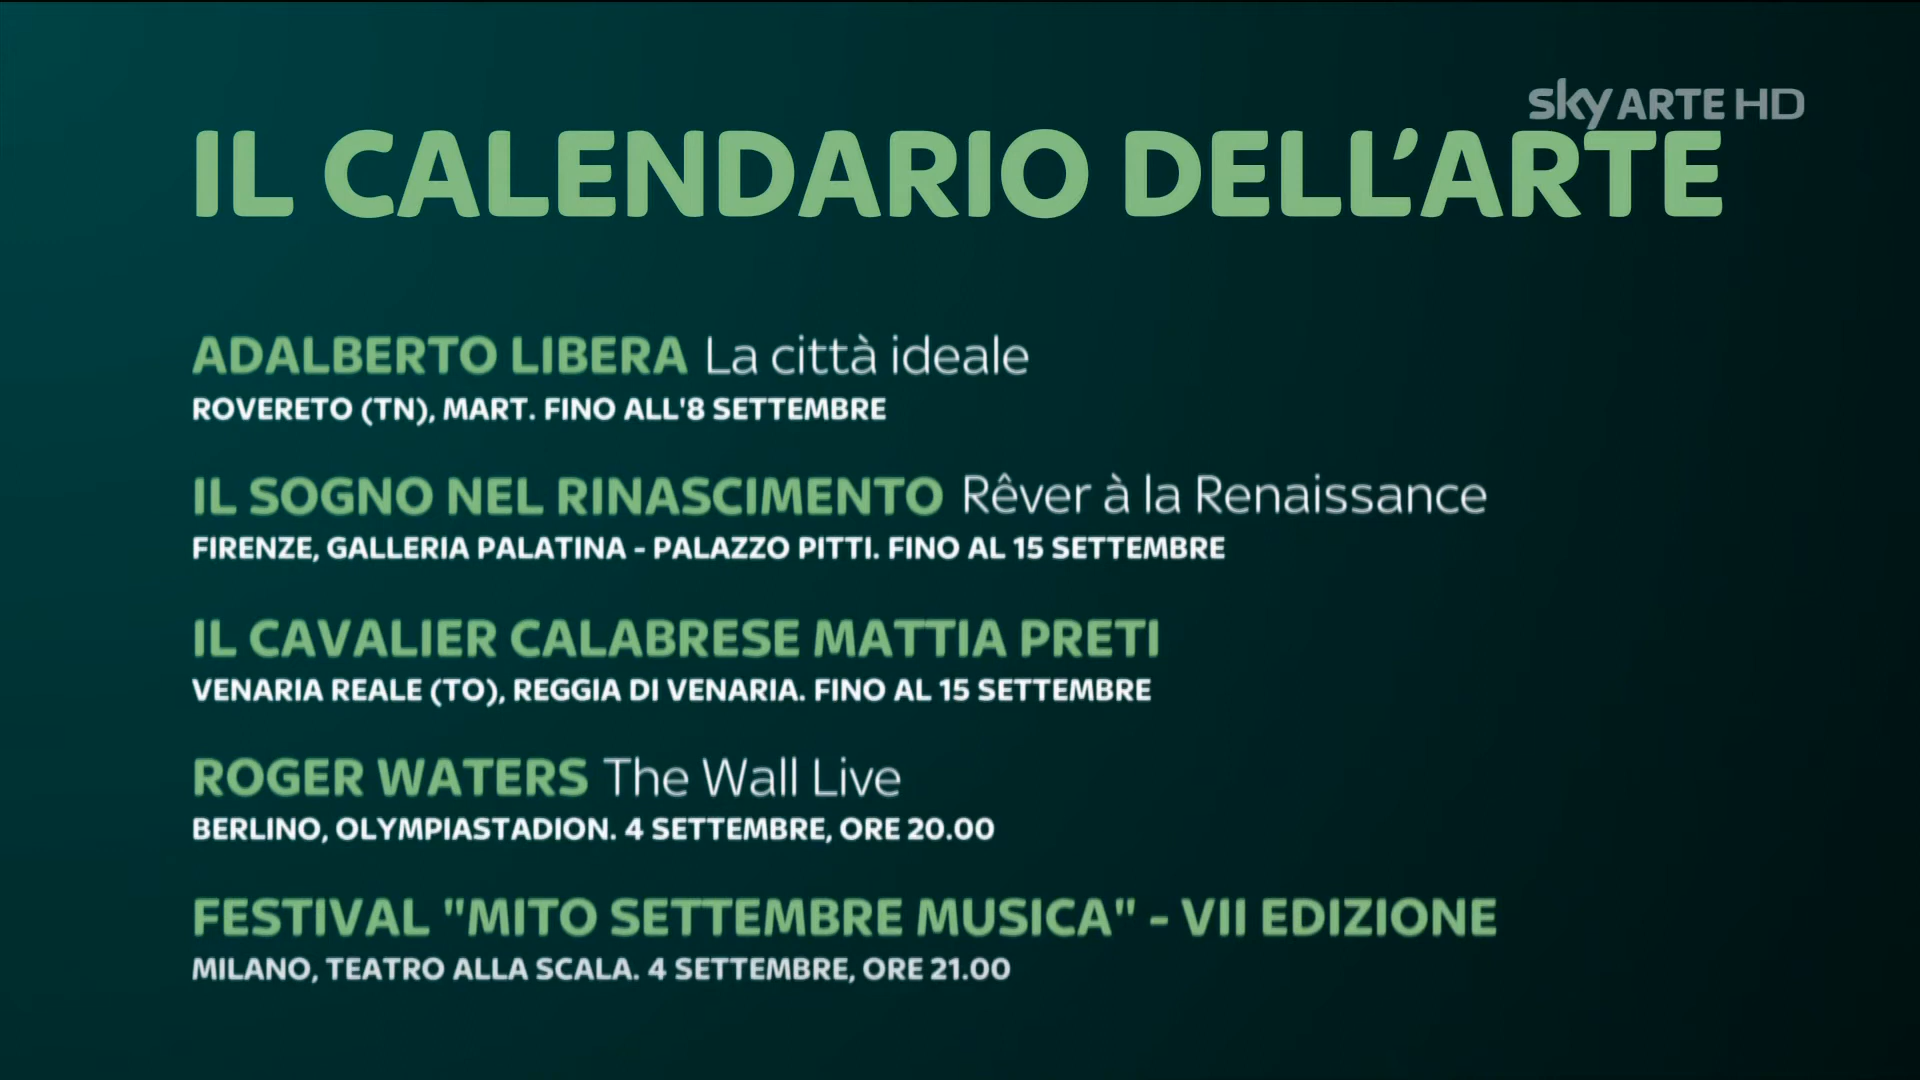 sky ARTE HD
IL CALENDARIO DELL’ARTE
ADALBERTO LIBERA La città ideale
ROVERETO (TN), MART. FINO ALL'8 SETTEMBRE
IL SOGNO NEL RINASCIMENTO Rêver à la Renaissance
FIRENZE, GALLERIA PALATINA - PALAZZO PITTI. FINO AL 15 SETTEMBRE
IL CAVALIER CALABRESE MATTIA PRETI
VENARIA REALE (TO), REGGIA DI VENARIA. FINO AL 15 SETTEMBRE
ROGER WATERS The Wall Live
BERLINO, OLYMPIASTADION. 4 SETTEMBRE, ORE 20.00
FESTIVAL "MITO SETTEMBRE MUSICA" - VII EDIZIONE
MILANO, TEATRO ALLA SCALA. 4 SETTEMBRE, ORE 21.00